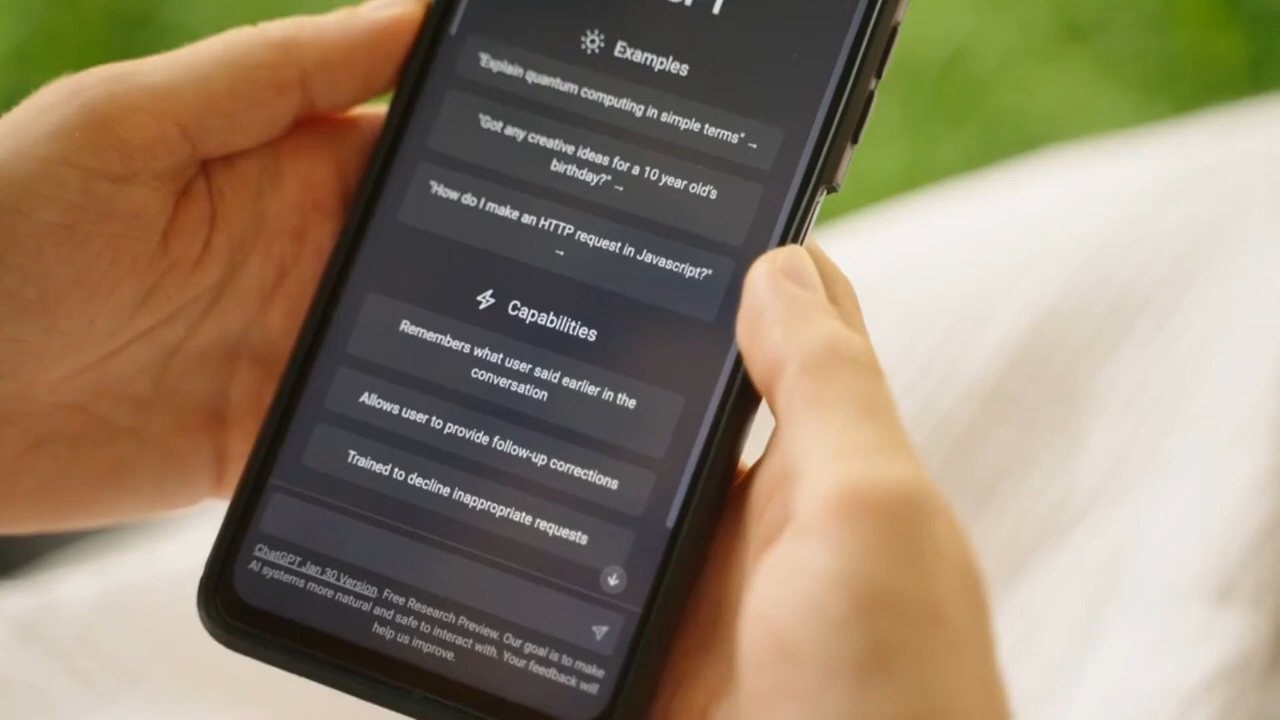 Examples
"Explain quantum computing in simple terms" →
"Got any creative ideas for a 10 year old's
birthday?" →
"How do I make an HTTP request in Javascript?"
→
Capabilities
Remembers what user said earlier in the
conversation
Allows user to provide follow-up corrections
Trained to decline inappropriate requests
ChatGPT Jan 30 Version. Free Research Preview. Our goal is to make
AI systems more natural and safe to interact with. Your feedback will
help us improve.